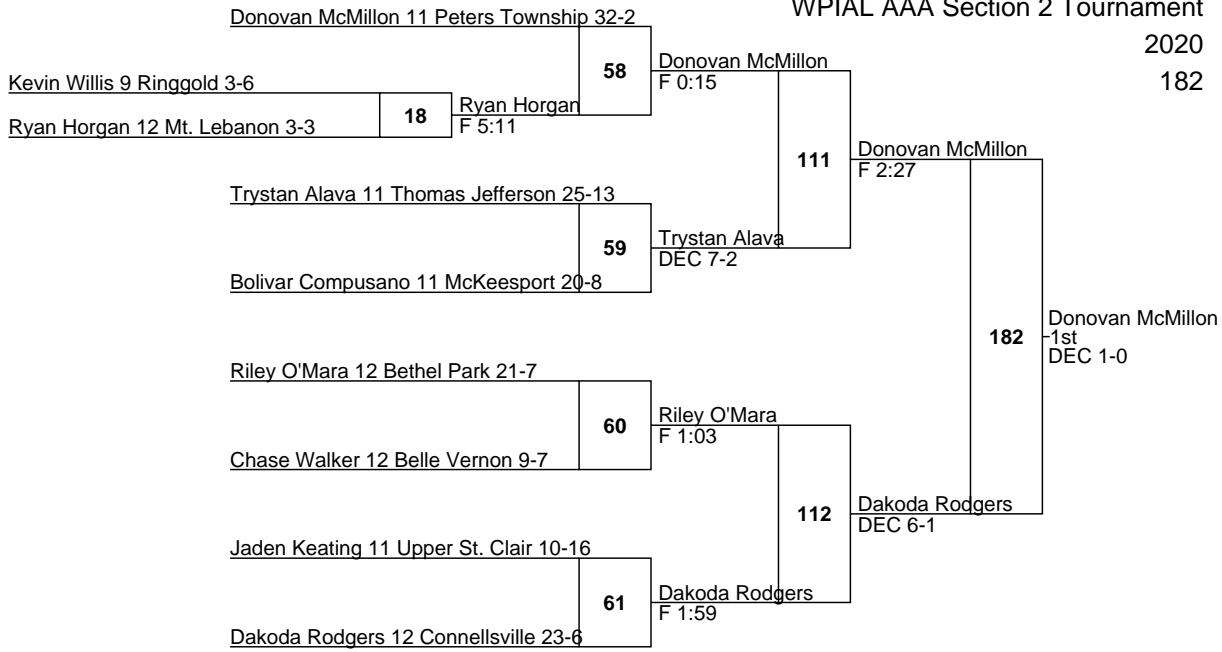 WPIAL AAA Section 2 Tournament
2020
182
Donovan McMillon 11 Peters Township 32-2
58
Donovan McMillon
F 0:15
Kevin Willis 9 Ringgold 3-6
18
Ryan Horgan
F 5:11
Ryan Horgan 12 Mt. Lebanon 3-3
111
Donovan McMillon
F 2:27
Trystan Alava 11 Thomas Jefferson 25-13
59
Trystan Alava
DEC 7-2
Bolivar Compusano 11 McKeesport 20-8
182
Donovan McMillon
1st
DEC 1-0
Riley O'Mara 12 Bethel Park 21-7
60
Riley O'Mara
F 1:03
Chase Walker 12 Belle Vernon 9-7
112
Dakoda Rodgers
DEC 6-1
Jaden Keating 11 Upper St. Clair 10-16
61
Dakoda Rodgers
F 1:59
Dakoda Rodgers 12 Connellsville 23-6